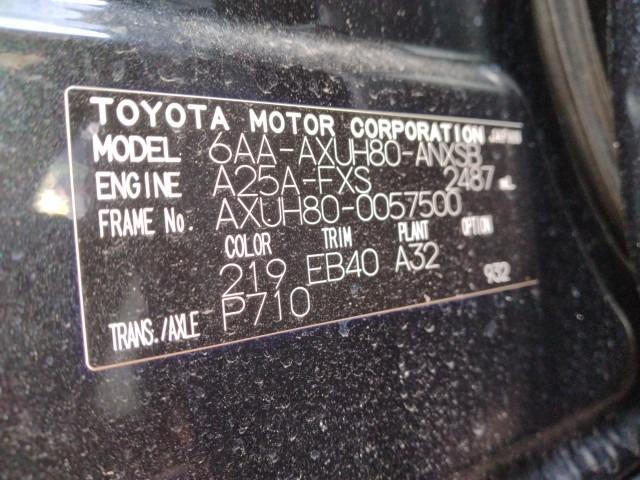 TOYOTA MOTOR CORPORATION JAPAN
MODEL 6AA-AXUH80-ANXSB
ENGINE A25A-FXS 2487 mL
FRAME No. AXUH80-0057500
COLOR TRIM PLANT OPTION
219 EB40 A32 932
TRANS./AXLE P710